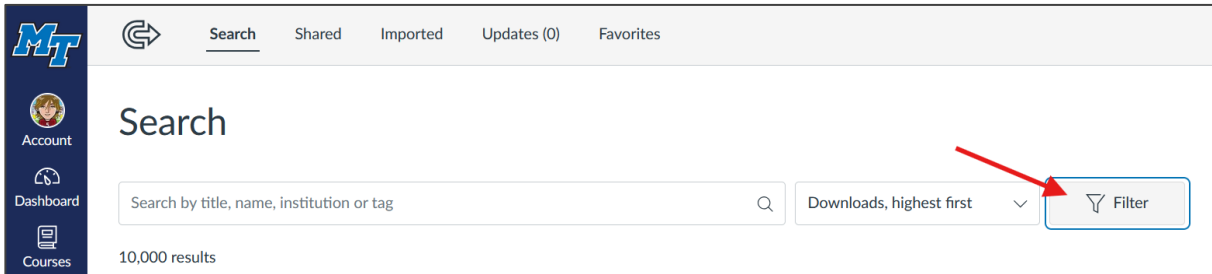 MT
Search Shared Imported Updates (0) Favorites
Account
Dashboard
Courses
Search
Search by title, name, institution or tag
Downloads, highest first
Filter
10,000 results